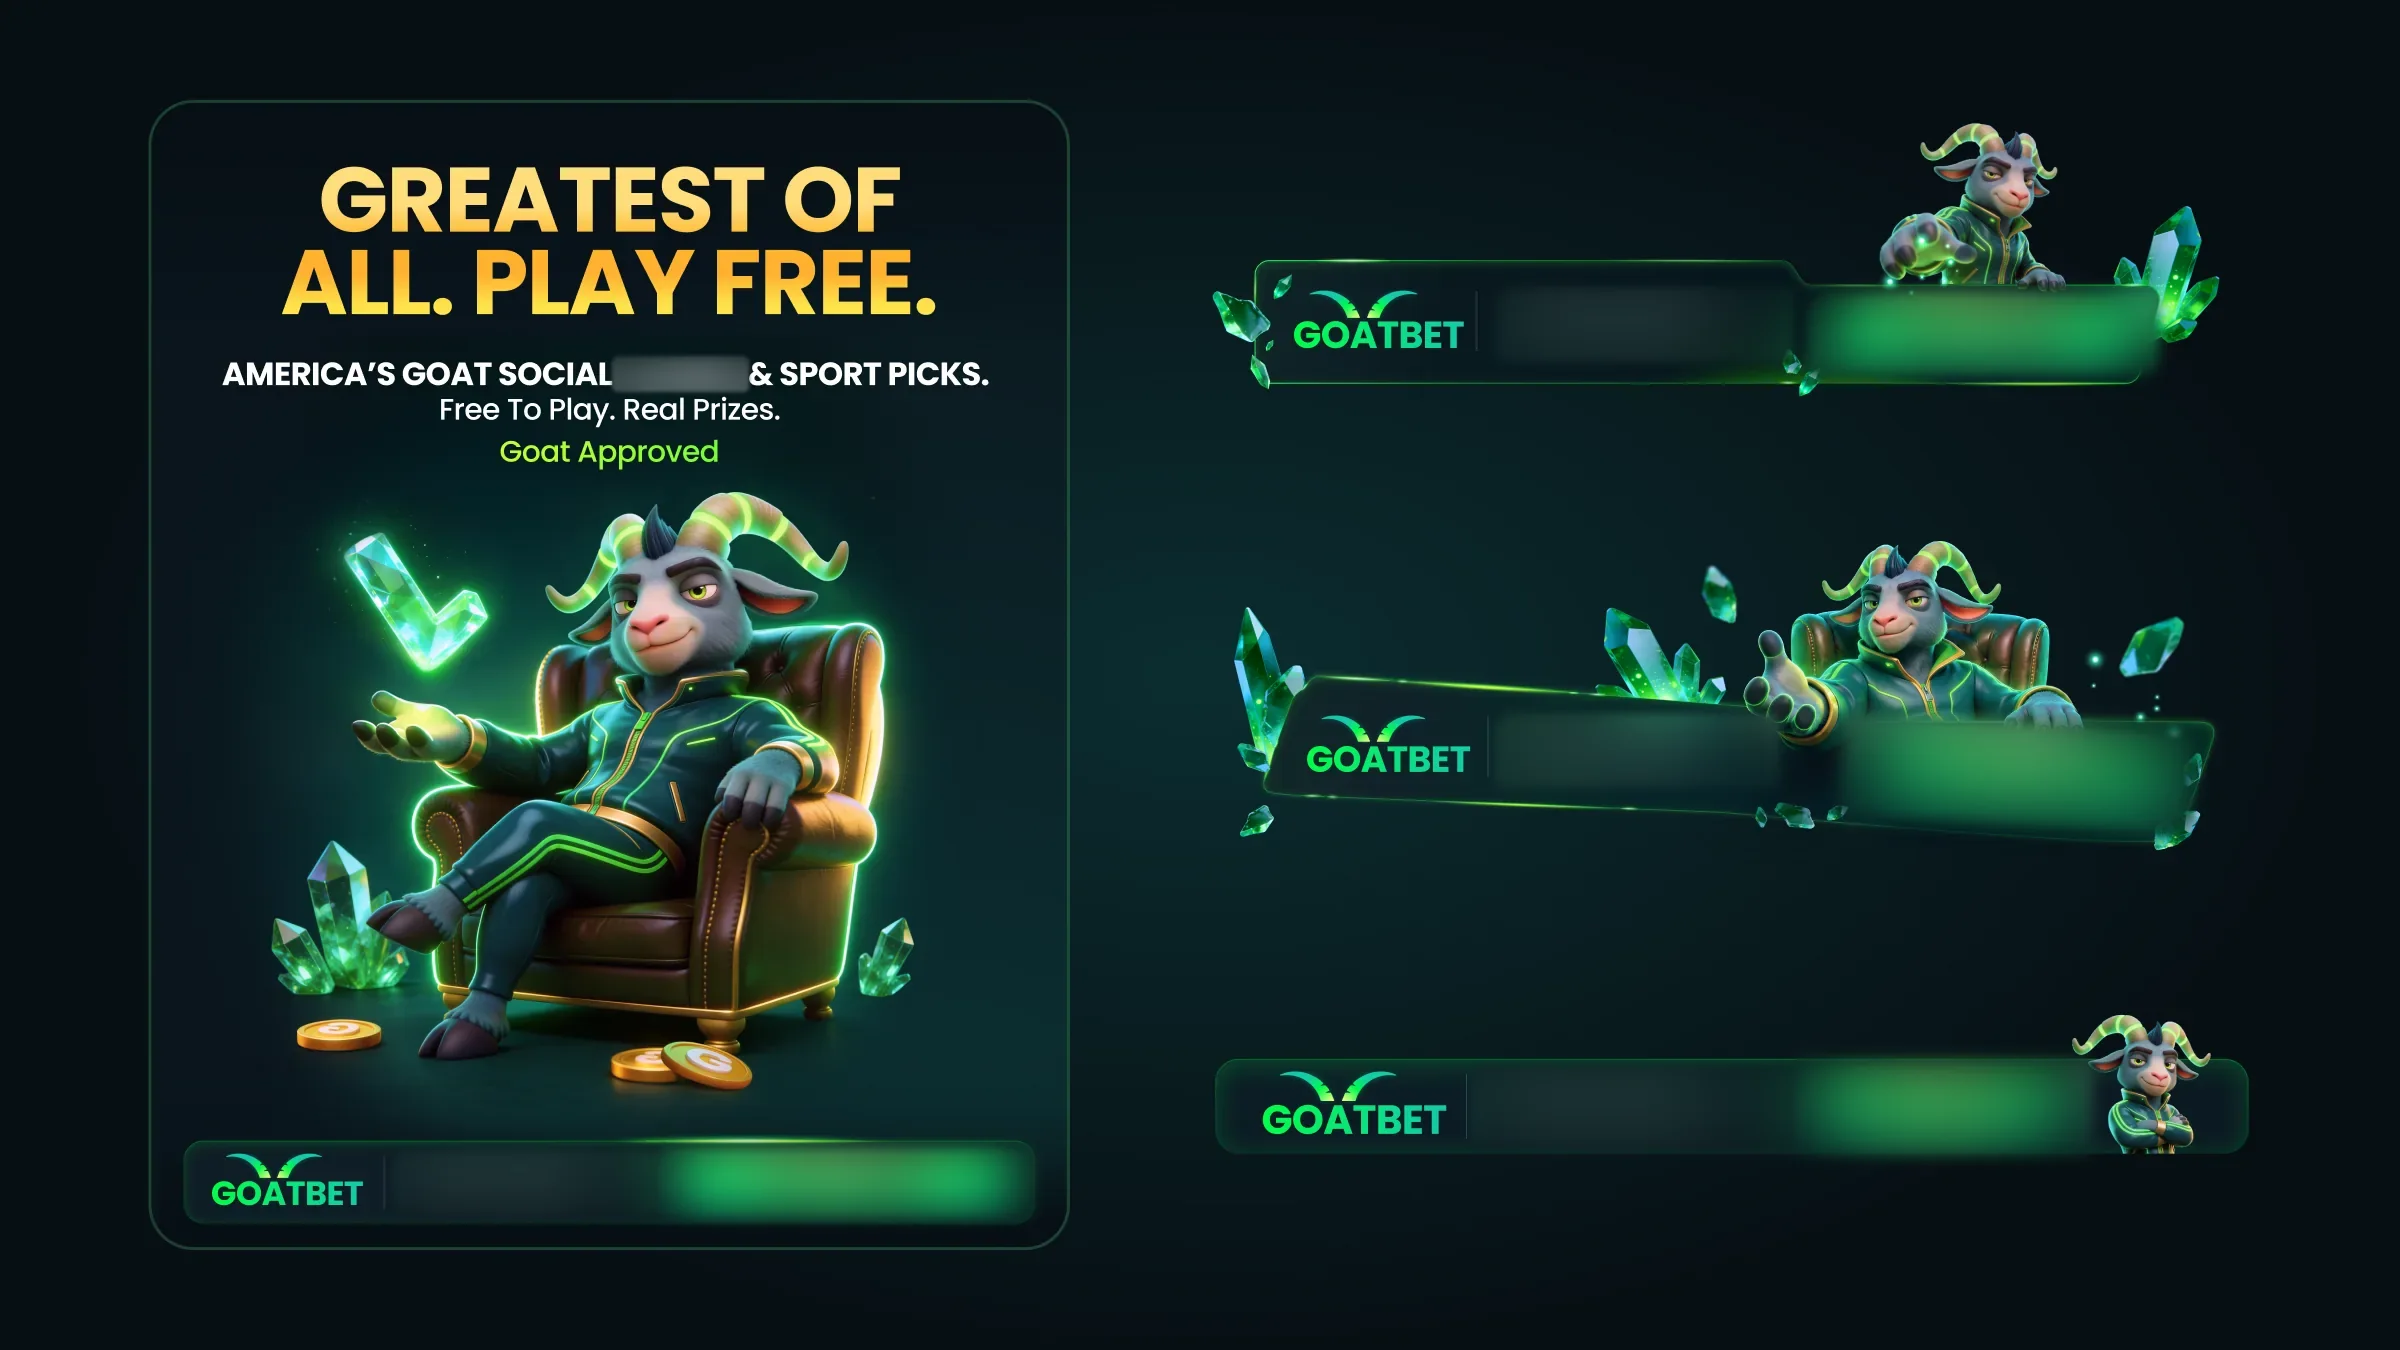 GREATEST OF
ALL. PLAY FREE.
AMERICA’S GOAT SOCIAL & SPORT PICKS.
Free To Play. Real Prizes.
Goat Approved
GOATBET
GOATBET
GOATBET
GOATBET